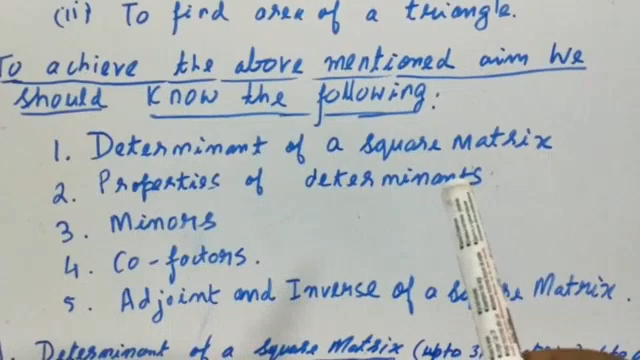 (ii) To find area of a triangle.
To achieve the above mentioned aim We
should Know the following:
1. Determinant of a square Matrix
2. Properties of determinants
3. Minors
4. Co-factors.
5. Adjoint and Inverse of a square Matrix.
Determinant of a square Matrix (upto 3